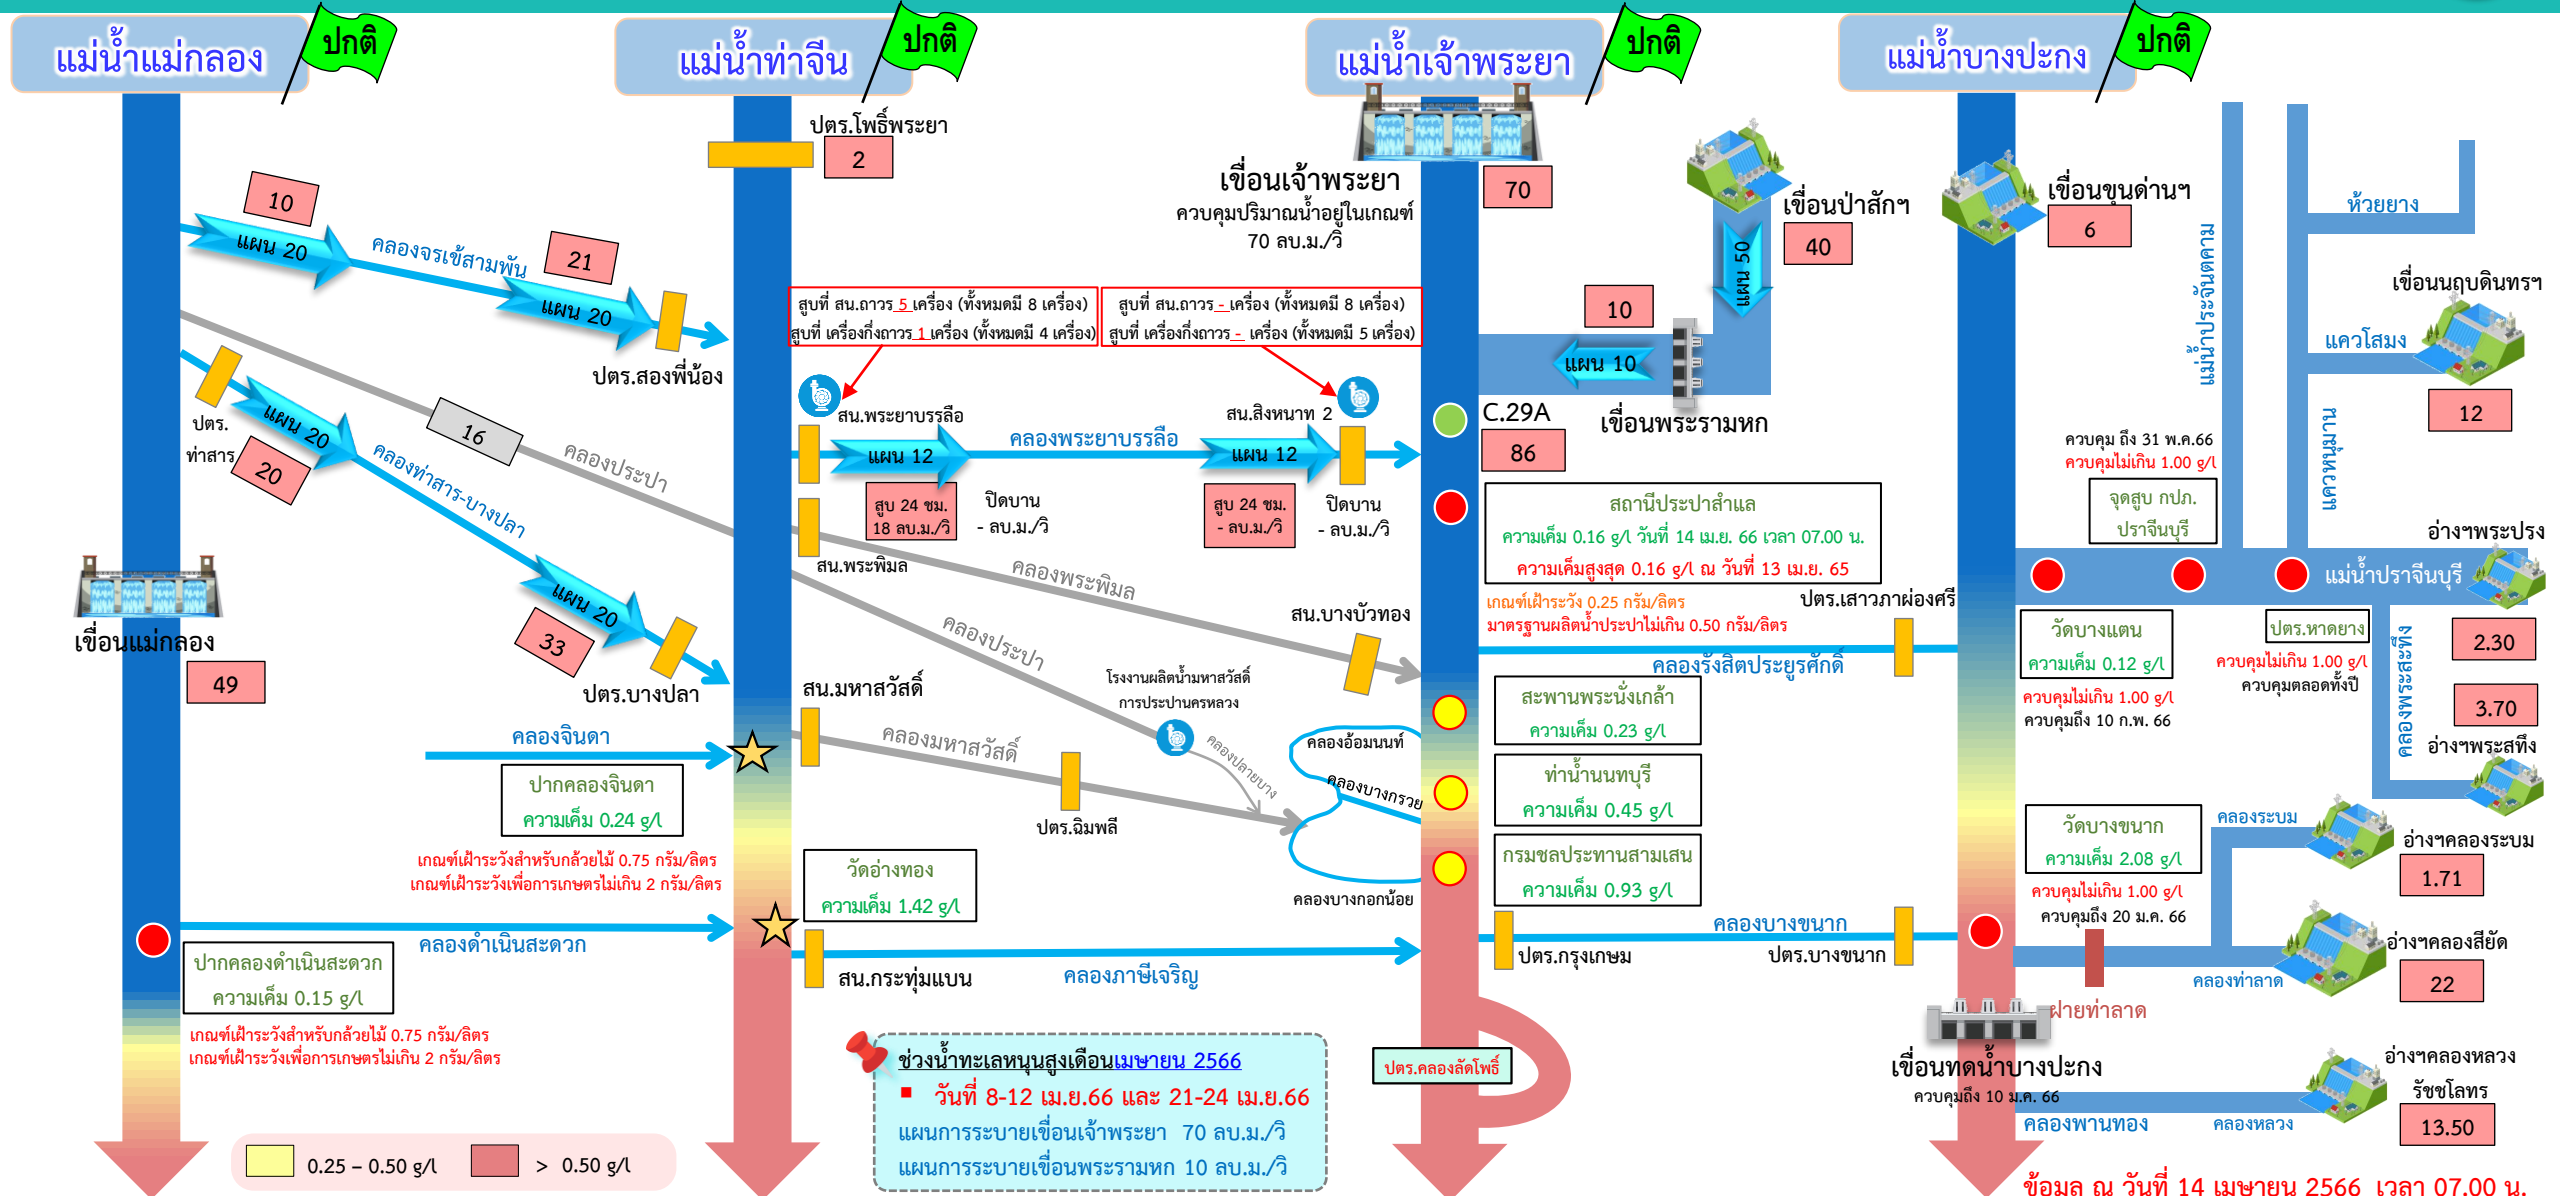 แม่น้ำแม่กลอง
ปกติ
แม่น้ำท่าจีน
ปกติ
แม่น้ำเจ้าพระยา
ปกติ
แม่น้ำบางปะกง
ปกติ
10
แผน 20
คลองจรเข้สามพัน
21
แผน 20
ปตร.สองพี่น้อง
ปตร.
ท่าสาร
แผน 20
20
คลองท่าสาร-บางปลา
16
คลองประปา
แผน 20
33
ปตร.บางปลา
เขื่อนแม่กลอง
49
คลองจินดา
ปากคลองจินดา
ความเค็ม 0.24 g/l
เกณฑ์เฝ้าระวังสำหรับกล้วยไม้ 0.75 กรัม/ลิตร
เกณฑ์เฝ้าระวังเพื่อการเกษตรไม่เกิน 2 กรัม/ลิตร
คลองดำเนินสะดวก
ปากคลองดำเนินสะดวก
ความเค็ม 0.15 g/l
เกณฑ์เฝ้าระวังสำหรับกล้วยไม้ 0.75 กรัม/ลิตร
เกณฑ์เฝ้าระวังเพื่อการเกษตรไม่เกิน 2 กรัม/ลิตร
0.25 – 0.50 g/l
> 0.50 g/l
ปตร.โพธิ์พระยา
2
สูบที่ สน.ถาวร 5 เครื่อง (ทั้งหมดมี 8 เครื่อง)
สูบที่ เครื่องกึ่งถาวร 1 เครื่อง (ทั้งหมดมี 4 เครื่อง)
สูบที่ สน.ถาวร - เครื่อง (ทั้งหมดมี 8 เครื่อง)
สูบที่ เครื่องกึ่งถาวร - เครื่อง (ทั้งหมดมี 5 เครื่อง)
สน.พระยาบรรลือ
แผน 12
คลองพระยาบรรลือ
สน.สิงหนาท 2
แผน 12
สูบ 24 ชม.
18 ลบ.ม./วิ
ปิดบาน
- ลบ.ม./วิ
สูบ 24 ชม.
- ลบ.ม./วิ
ปิดบาน
- ลบ.ม./วิ
สน.พระพิมล
คลองพระพิมล
สน.บางบัวทอง
คลองประปา
โรงงานผลิตน้ำมหาสวัสดิ์
การประปานครหลวง
สน.มหาสวัสดิ์
คลองมหาสวัสดิ์
ปตร.ฉิมพลี
คลองปลายบาง
คลองอ้อมนนท์
คลองบางกรวย
คลองบางกอกน้อย
วัดอ่างทอง
ความเค็ม 1.42 g/l
สน.กระทุ่มแบน
คลองภาษีเจริญ
ช่วงน้ำทะเลหนุนสูงเดือนเมษายน 2566
วันที่ 8-12 เม.ย.66 และ 21-24 เม.ย.66
แผนการระบายเขื่อนเจ้าพระยา 70 ลบ.ม./วิ
แผนการระบายเขื่อนพระรามหก 10 ลบ.ม./วิ
เขื่อนเจ้าพระยา
ควบคุมปริมาณน้ำอยู่ในเกณฑ์
70 ลบ.ม./วิ
70
เขื่อนป่าสักฯ
40
แผน 50
10
แผน 10
เขื่อนพระรามหก
C.29A
86
สถานีประปาสำแล
ความเค็ม 0.16 g/l วันที่ 14 เม.ย. 66 เวลา 07.00 น.
ความเค็มสูงสุด 0.16 g/l ณ วันที่ 13 เม.ย. 65
เกณฑ์เฝ้าระวัง 0.25 กรัม/ลิตร
มาตรฐานผลิตน้ำประปาไม่เกิน 0.50 กรัม/ลิตร
ปตร.เสาวภาผ่องศรี
คลองรังสิตประยูรศักดิ์
สะพานพระนั่งเกล้า
ความเค็ม 0.23 g/l
ท่าน้ำนนทบุรี
ความเค็ม 0.45 g/l
กรมชลประทานสามเสน
ความเค็ม 0.93 g/l
ปตร.กรุงเกษม
คลองบางขนาก
ปตร.บางขนาก
ปตร.คลองลัดโพธิ์
เขื่อนขุนด่านฯ
6
แม่น้ำประจันตคาม
ห้วยยาง
เขื่อนนฤบดินทรฯ
แควโสมง
12
แควหนุมาน
ควบคุม ถึง 31 พ.ค.66
ควบคุมไม่เกิน 1.00 g/l
จุดสูบ กปภ.
ปราจีนบุรี
อ่างฯพระปรง
แม่น้ำปราจีนบุรี
2.30
วัดบางแตน
ความเค็ม 0.12 g/l
ควบคุมไม่เกิน 1.00 g/l
ควบคุมถึง 10 ก.พ. 66
ปตร.หาดยาง
ควบคุมไม่เกิน 1.00 g/l
ควบคุมตลอดทั้งปี
คลองพระสะทึง
3.70
อ่างฯพระสทึง
วัดบางขนาก
ความเค็ม 2.08 g/l
ควบคุมไม่เกิน 1.00 g/l
ควบคุมถึง 20 ม.ค. 66
คลองระบม
อ่างฯคลองระบม
1.71
อ่างฯคลองสียัด
22
คลองท่าลาด
ฝายท่าลาด
เขื่อนทดน้ำบางปะกง
ควบคุมถึง 10 ม.ค. 66
คลองพานทอง
คลองหลวง
อ่างฯคลองหลวง
รัชชโลทร
13.50
ข้อมูล ณ วันที่ 14 เมษายน 2566 เวลา 07.00 น.